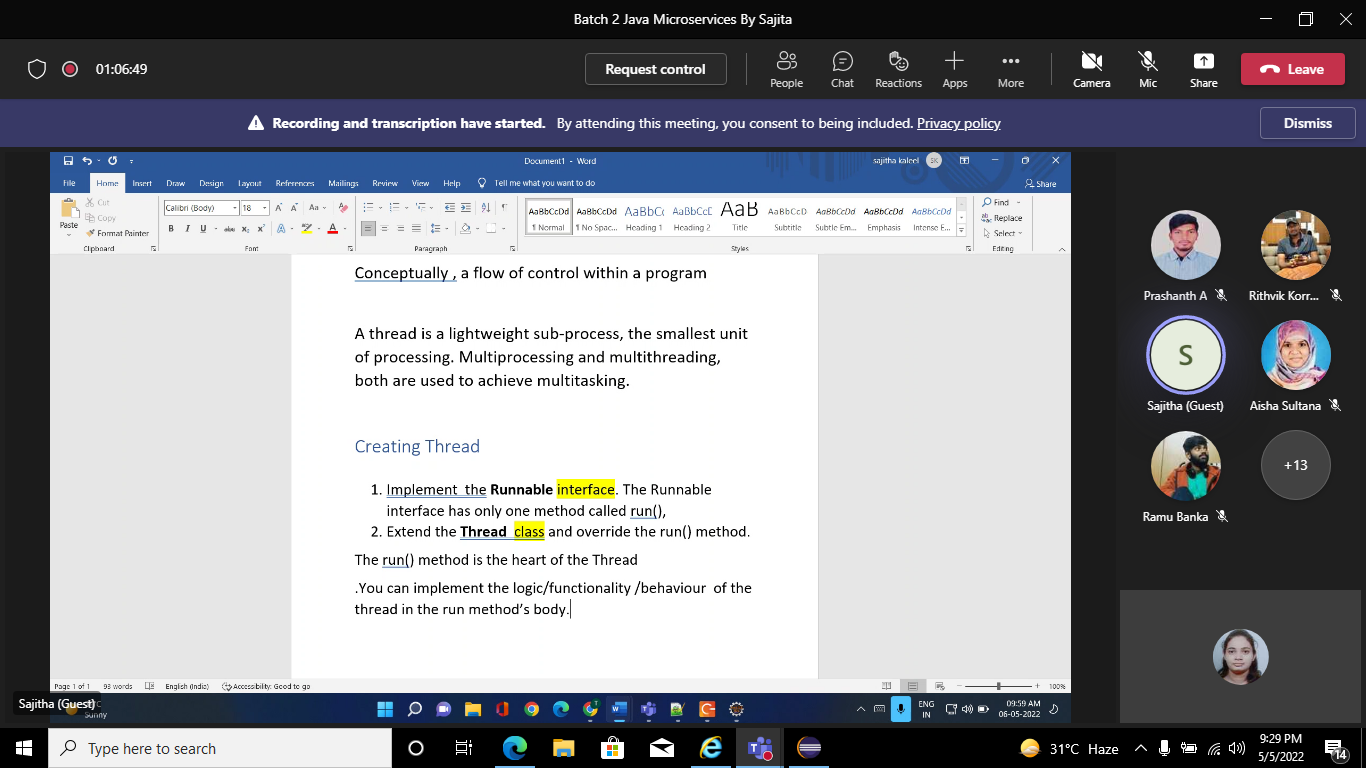 Batch 2 Java Microservices By Sajita
01:06:49
Request control
People
Chat
Reactions
Apps
More
Camera
Mic
Share
Leave
Recording and transcription have started. By attending this meeting, you consent to being included. Privacy policy
Dismiss
Document1 - Word
sajitha kaleel
SK
File Home Insert Draw Design Layout References Mailings Review View Help Tell me what you want to do
Share
Paste
Cut
Copy
Format Painter
Clipboard
Calibri (Body) 18
Font
Paragraph
AaBbCcDd AaBbCcDd AaBbCc AaBbCcE AaB AaBbCcD AaBbCcDd AaBbCcDd AaBbCcDd
¶ Normal ¶ No Spac... Heading 1 Heading 2 Title Subtitle Subtle Em... Emphasis Intense E...
Styles
Find
Replace
Select
Editing
Conceptually , a flow of control within a program
A thread is a lightweight sub-process, the smallest unit
of processing. Multiprocessing and multithreading,
both are used to achieve multitasking.
Creating Thread
1. Implement the Runnable interface. The Runnable
interface has only one method called run(),
2. Extend the Thread class and override the run() method.
The run() method is the heart of the Thread
.You can implement the logic/functionality /behaviour of the
thread in the run method's body.
Page 1 of 1 93 words English (India) Accessibility: Good to go
100%
Sajitha (Guest)
Sunny
ENG
IN
09:59 AM
06-05-2022
Prashanth A
Rithvik Korr...
S
Sajitha (Guest)
Aisha Sultana
Ramu Banka
+13
Type here to search
31°C Haze
9:29 PM
5/5/2022
14